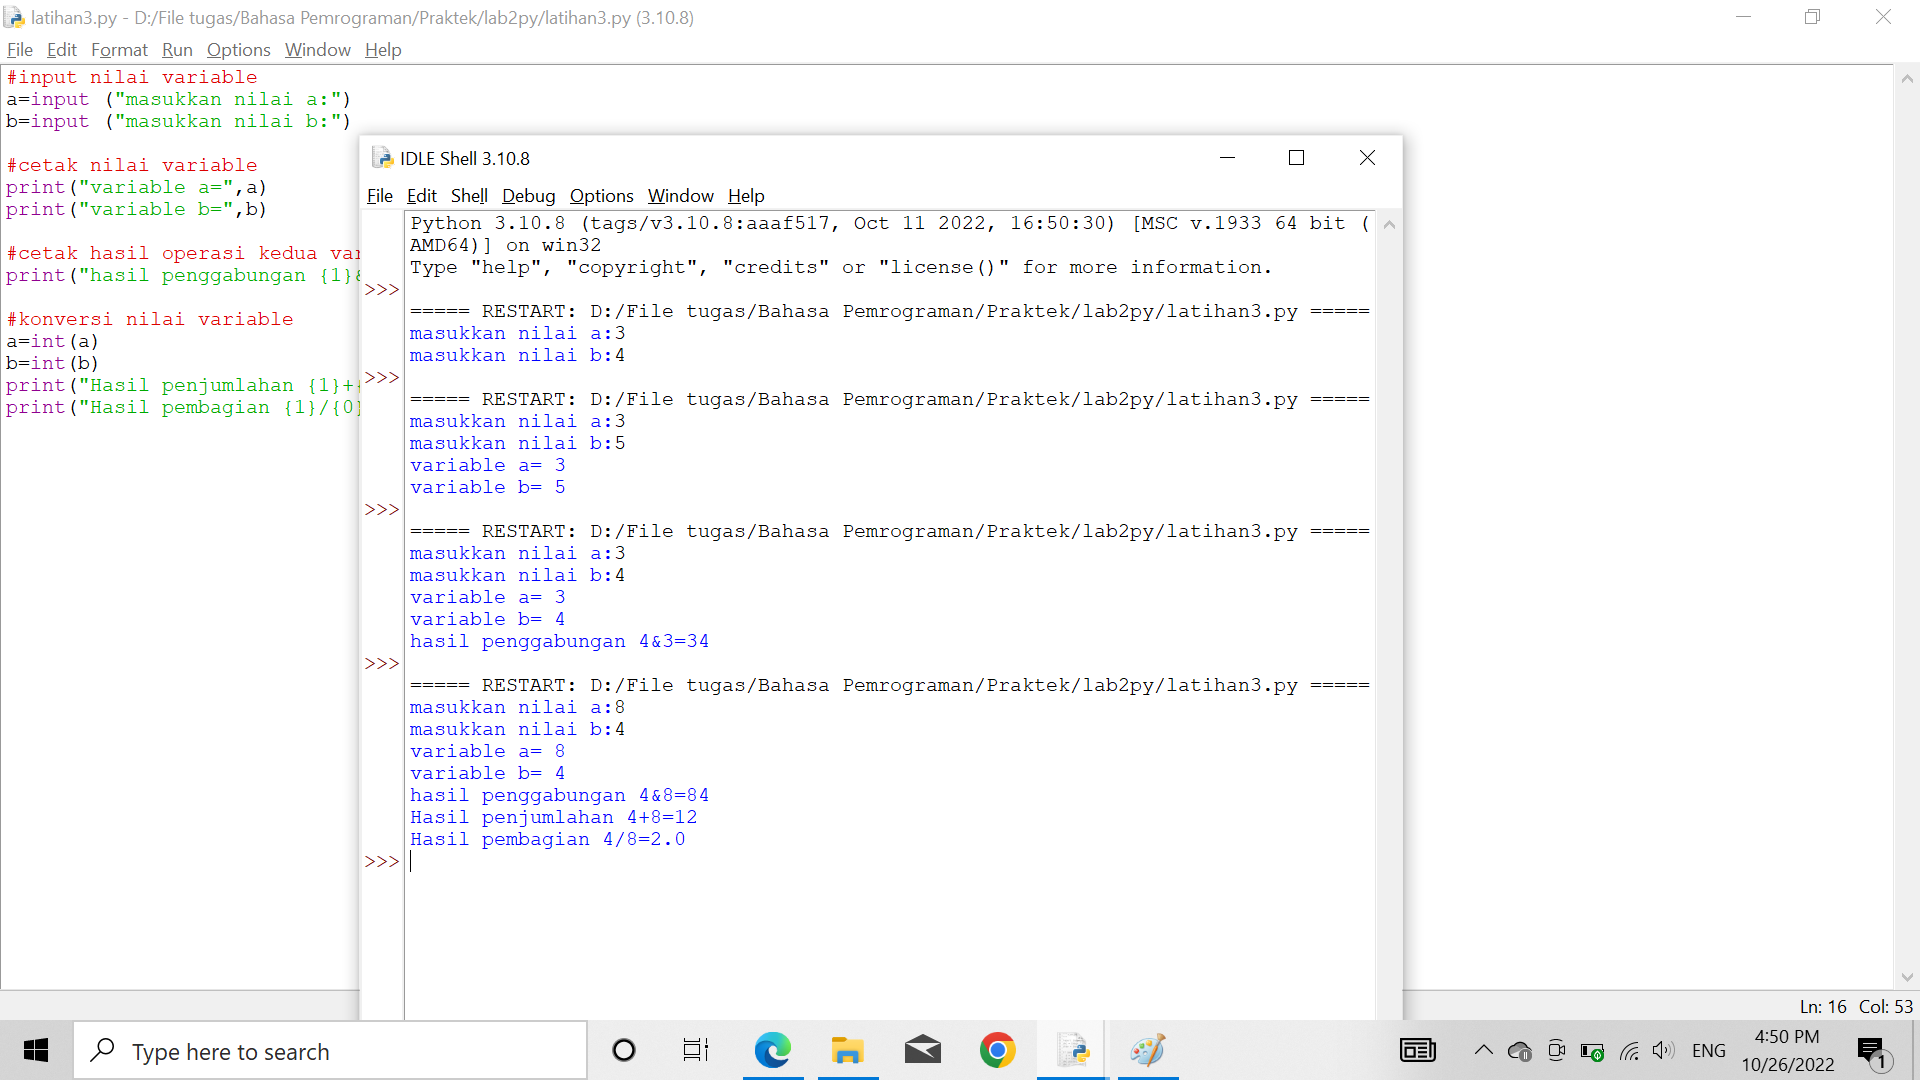 latihan3.py - D:/File tugas/Bahasa Pemrograman/Praktek/lab2py/latihan3.py (3.10.8)
File Edit Format Run Options Window Help
#input nilai variable
a=input ("masukkan nilai a:")
b=input ("masukkan nilai b:")
#cetak nilai variable
print("variable a=",a)
print("variable b=",b)
#cetak hasil operasi kedua var
print("hasil penggabungan {1}&
#konversi nilai variable
a=int(a)
b=int(b)
print("Hasil penjumlahan {1}+
print("Hasil pembagian {1}/{0}
IDLE Shell 3.10.8
File Edit Shell Debug Options Window Help
Python 3.10.8 (tags/v3.10.8:aaaf517, Oct 11 2022, 16:50:30) [MSC v.1933 64 bit (
AMD64)] on win32
Type "help", "copyright", "credits" or "license()" for more information.
>>>
===== RESTART: D:/File tugas/Bahasa Pemrograman/Praktek/lab2py/latihan3.py =====
masukkan nilai a:3
masukkan nilai b:4
>>>
===== RESTART: D:/File tugas/Bahasa Pemrograman/Praktek/lab2py/latihan3.py =====
masukkan nilai a:3
masukkan nilai b:5
variable a= 3
variable b= 5
>>>
===== RESTART: D:/File tugas/Bahasa Pemrograman/Praktek/lab2py/latihan3.py =====
masukkan nilai a:3
masukkan nilai b:4
variable a= 3
variable b= 4
hasil penggabungan 4&3=34
>>>
===== RESTART: D:/File tugas/Bahasa Pemrograman/Praktek/lab2py/latihan3.py =====
masukkan nilai a:8
masukkan nilai b:4
variable a= 8
variable b= 4
hasil penggabungan 4&8=84
Hasil penjumlahan 4+8=12
Hasil pembagian 4/8=2.0
>>>
Ln: 16 Col: 53
Type here to search
ENG
4:50 PM
10/26/2022
1